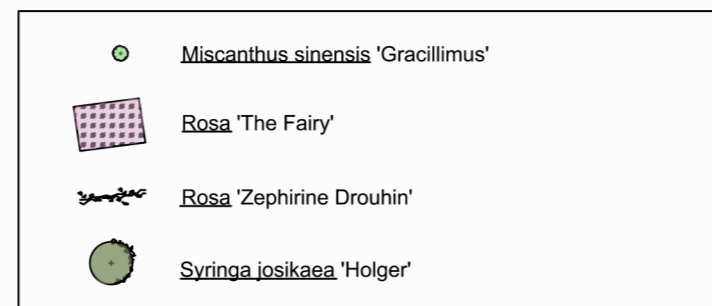 Miscanthus sinensis 'Gracillimus'
Rosa 'The Fairy'
Rosa 'Zephirine Drouhin'
Syringa josikaea 'Holger'